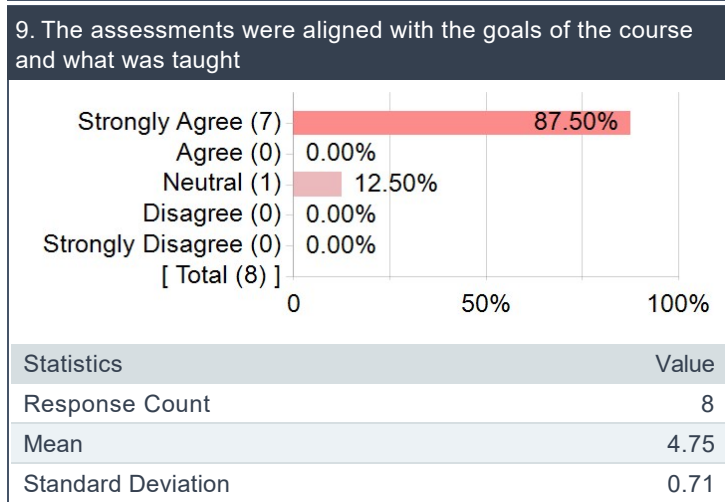 9. The assessments were aligned with the goals of the course
and what was taught
Strongly Agree (7) 87.50%
Agree (0) 0.00%
Neutral (1) 12.50%
Disagree (0) 0.00%
Strongly Disagree (0) 0.00%
[ Total (8) ]
0 50% 100%
Statistics Value
Response Count 8
Mean 4.75
Standard Deviation 0.71